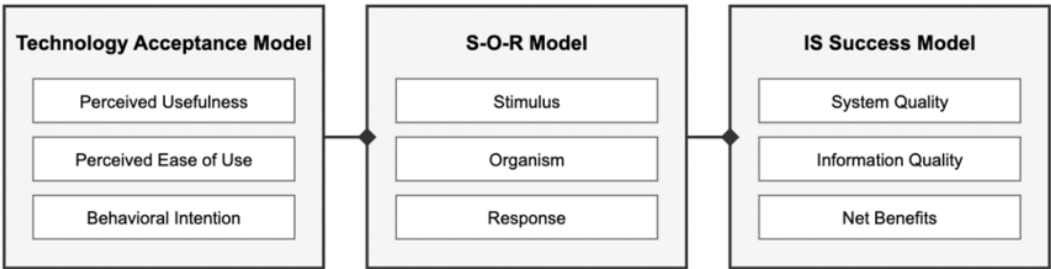 Technology Acceptance Model
Perceived Usefulness
Perceived Ease of Use
Behavioral Intention
S-O-R Model
Stimulus
Organism
Response
IS Success Model
System Quality
Information Quality
Net Benefits